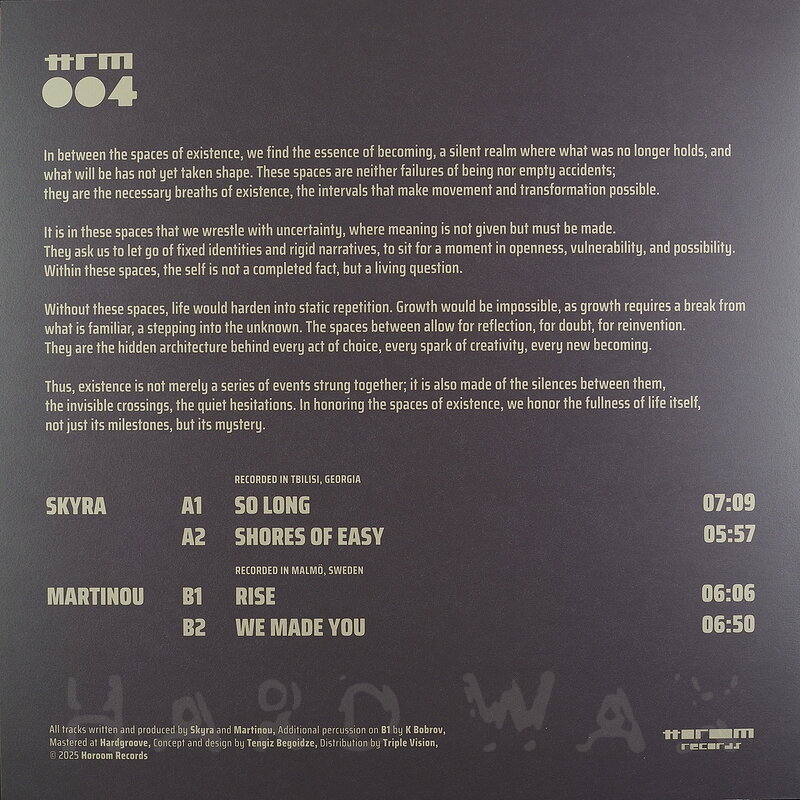 HRM
004
In between the spaces of existence, we find the essence of becoming, a silent realm where what was no longer holds, and
what will be has not yet taken shape. These spaces are neither failures of being nor empty accidents;
they are the necessary breaths of existence, the intervals that make movement and transformation possible.
It is in these spaces that we wrestle with uncertainty, where meaning is not given but must be made.
They ask us to let go of fixed identities and rigid narratives, to sit for a moment in openness, vulnerability, and possibility.
Within these spaces, the self is not a completed fact, but a living question.
Without these spaces, life would harden into static repetition. Growth would be impossible, as growth requires a break from
what is familiar, a stepping into the unknown. The spaces between allow for reflection, for doubt, for reinvention.
They are the hidden architecture behind every act of choice, every spark of creativity, every new becoming.
Thus, existence is not merely a series of events strung together; it is also made of the silences between them,
the invisible crossings, the quiet hesitations. In honoring the spaces of existence, we honor the fullness of life itself,
not just its milestones, but its mystery.
RECORDED IN TBILISI, GEORGIA
SKYRA A1 SO LONG 07:09
A2 SHORES OF EASY 05:57
RECORDED IN MALMÖ, SWEDEN
MARTINOU B1 RISE 06:06
B2 WE MADE YOU 06:50
HARD WAX
All tracks written and produced by Skyra and Martinou, Additional percussion on B1 by K Bobrov,
Mastered at Hardgroove, Concept and design by Tengiz Begoidze, Distribution by Triple Vision,
© 2025 Horoom Records
Horoom
records